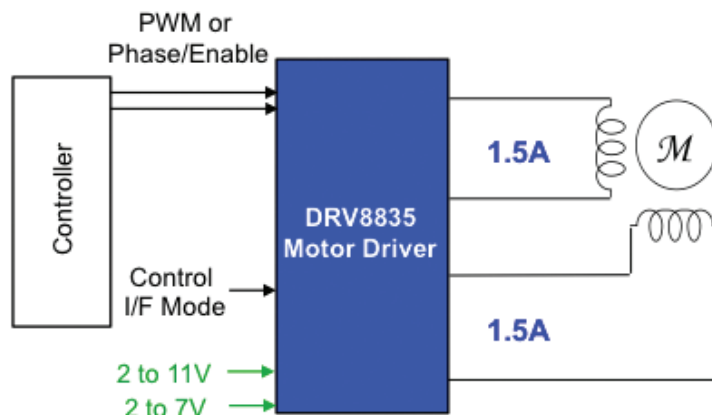 PWM or
Phase/Enable
Controller
DRV8835
Motor Driver
1.5A
M
Control
I/F Mode
1.5A
2 to 11V
2 to 7V